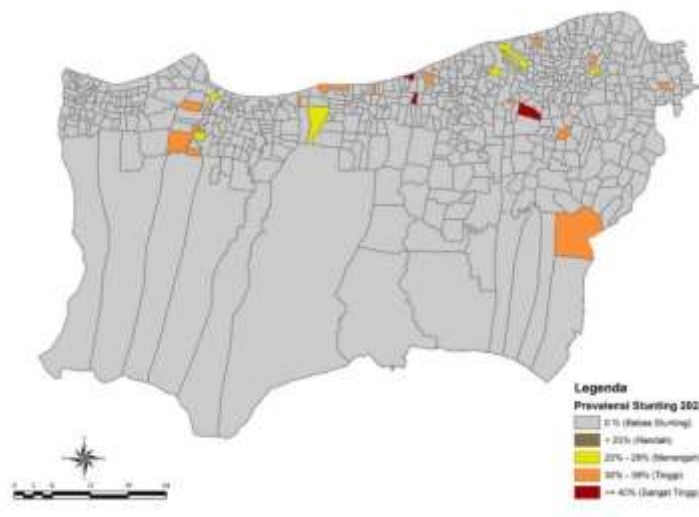 Legenda
Prevalensi Stunting 202
0 % (Bebas Stunting)
< 20% (Rendah)
20% - 29% (Menengah)
30% - 39% (Tinggi)
>= 40% (Sangat Tinggi